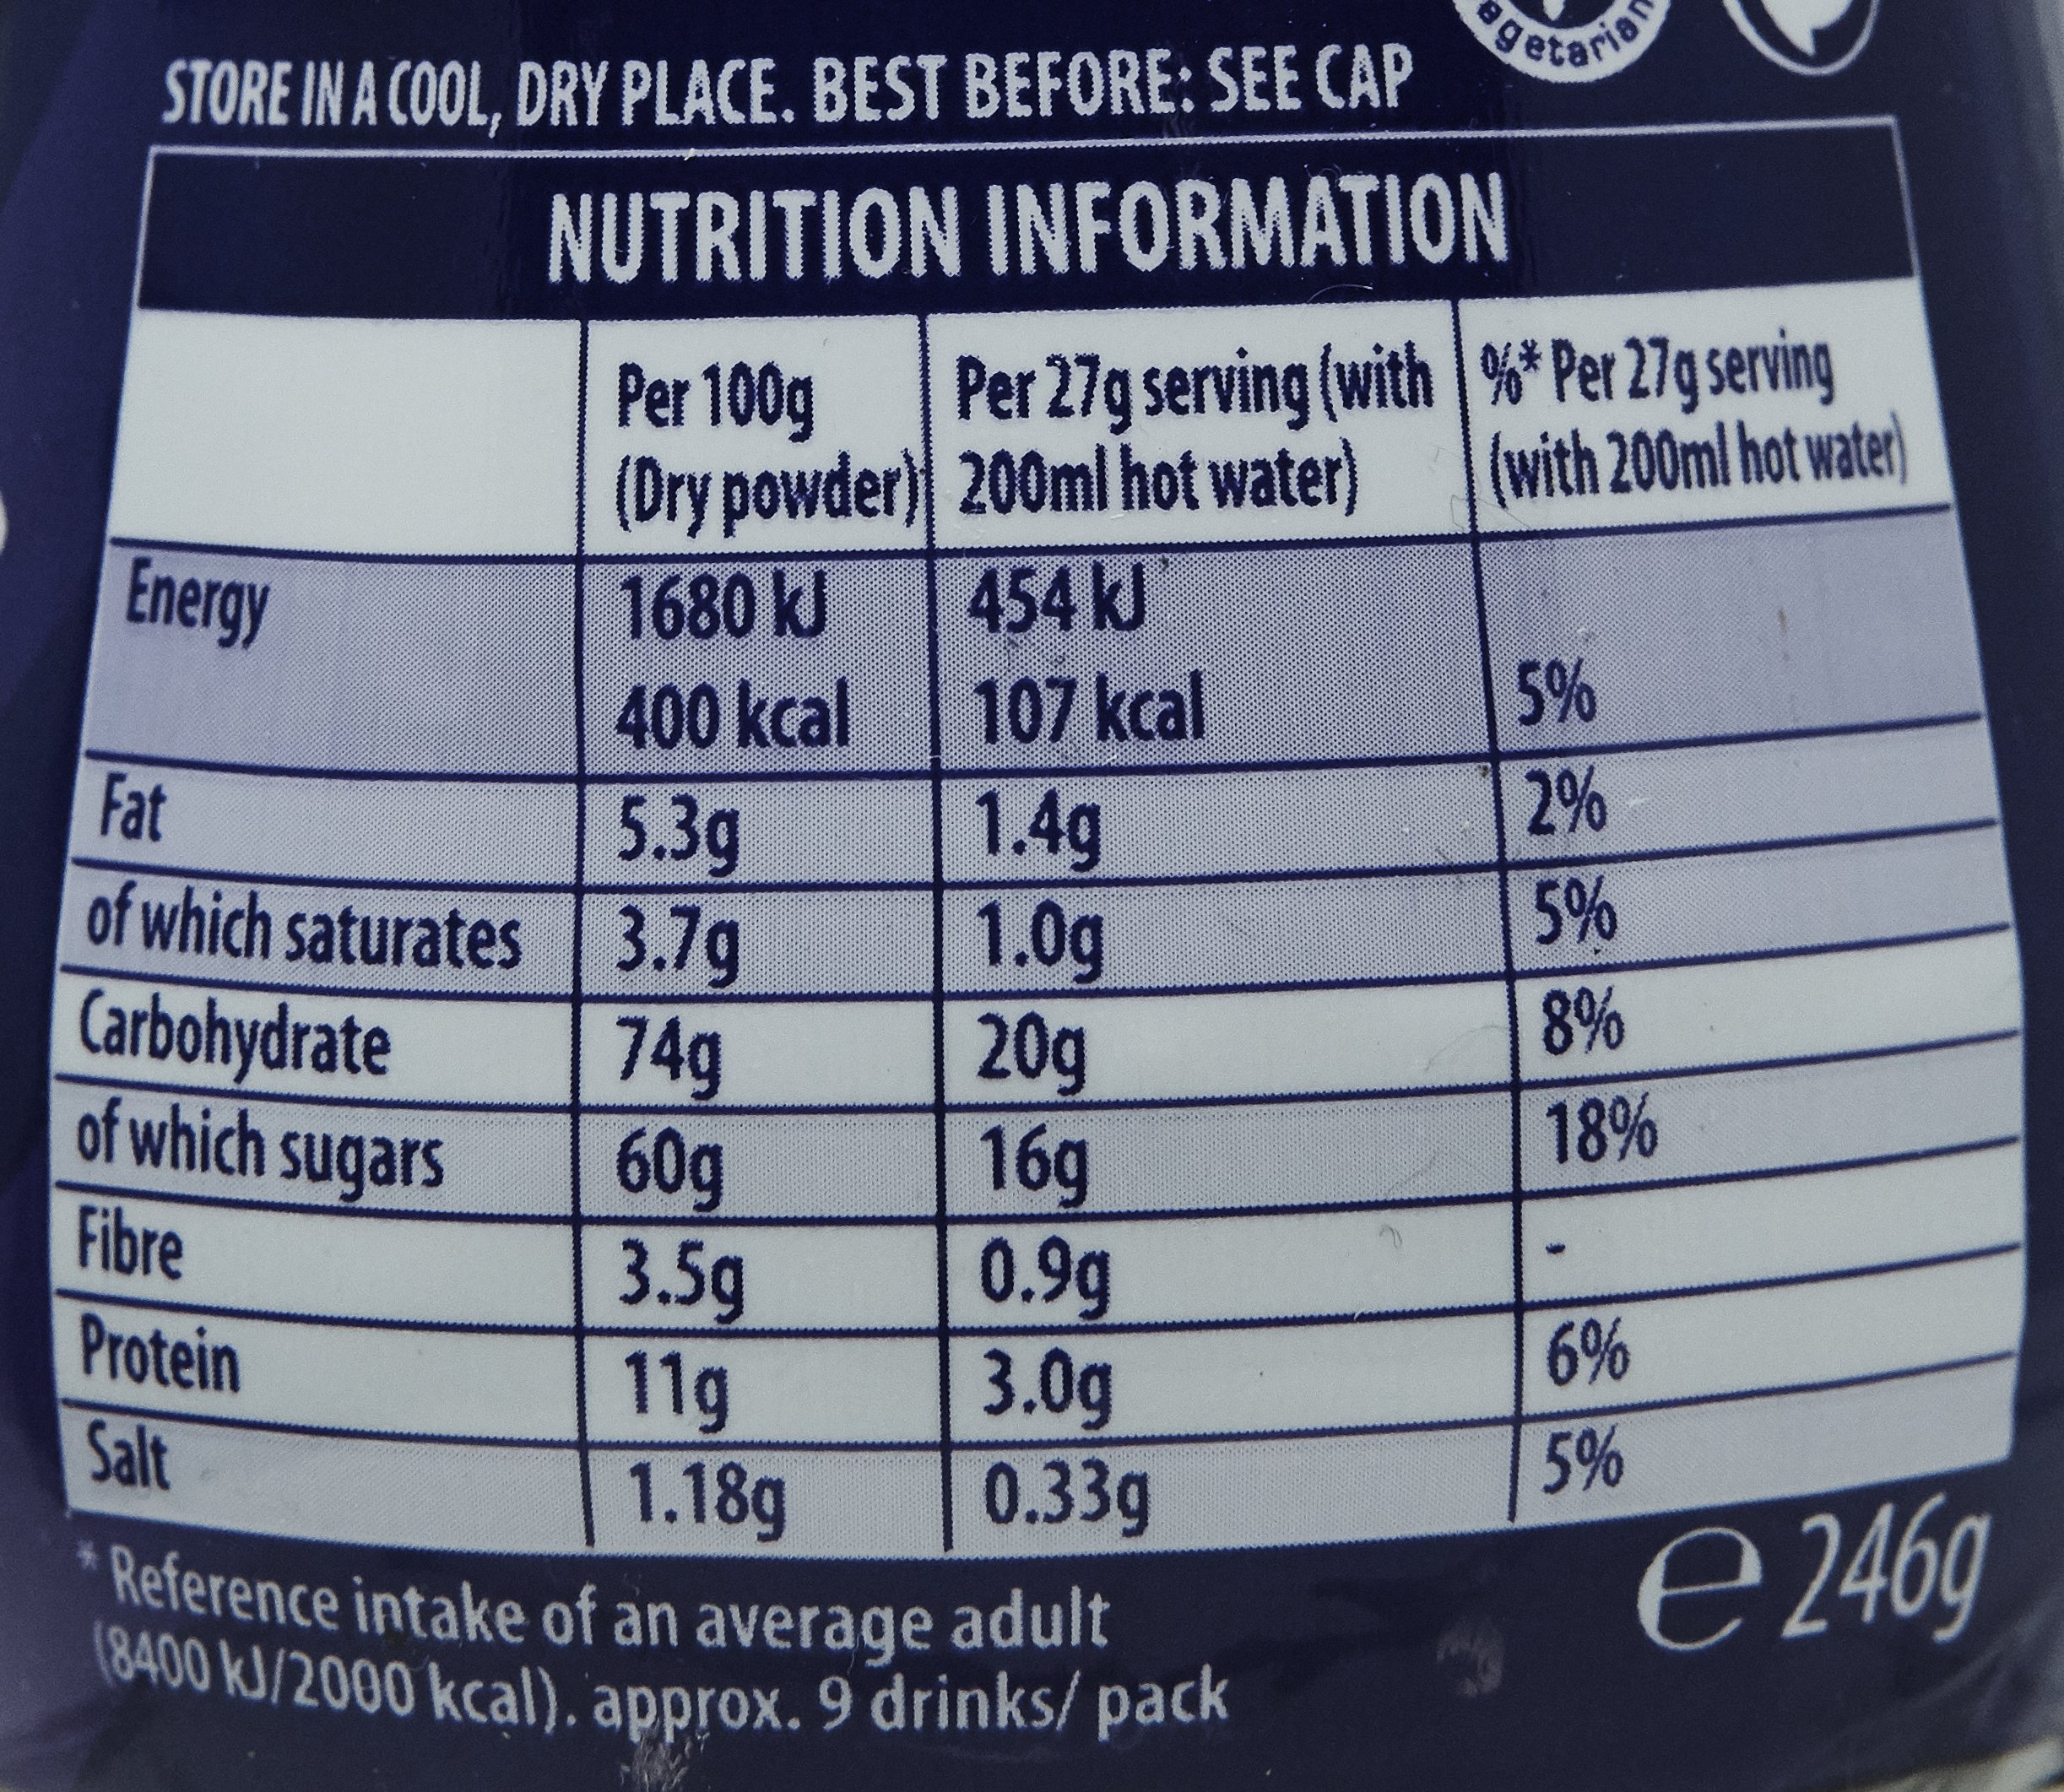 getarian
STORE IN A COOL, DRY PLACE. BEST BEFORE: SEE CAP
NUTRITION INFORMATION
Per 100g (Dry powder) Per 27g serving (with 200ml hot water) %* Per 27g serving (with 200ml hot water)
Energy 1680 kJ 454 kJ
400 kcal 107 kcal 5%
Fat 5.3g 1.4g 2%
of which saturates 3.7g 1.0g 5%
Carbohydrate 74g 20g 8%
of which sugars 60g 16g 18%
Fibre 3.5g 0.9g -
Protein 11g 3.0g 6%
Salt 1.18g 0.33g 5%
* Reference intake of an average adult
(8400 kJ/2000 kcal). approx. 9 drinks/ pack
e 246g